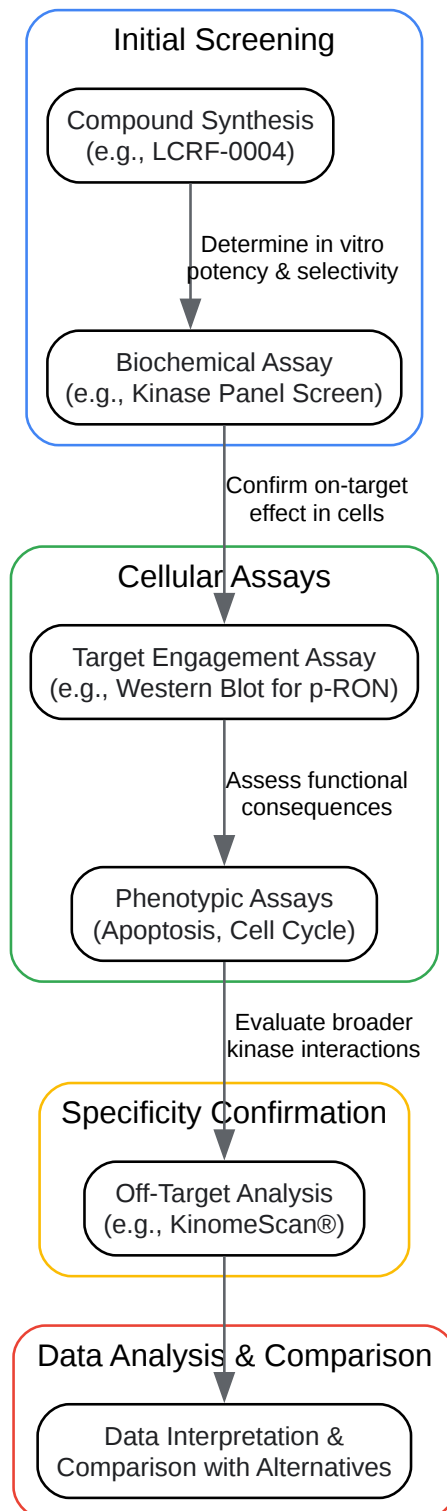 Initial Screening
Compound Synthesis
(e.g., LCRF-0004)
Determine in vitro
potency & selectivity
Biochemical Assay
(e.g., Kinase Panel Screen)
Confirm on-target
effect in cells
Cellular Assays
Target Engagement Assay
(e.g., Western Blot for p-RON)
Assess functional
consequences
Phenotypic Assays
(Apoptosis, Cell Cycle)
Evaluate broader
kinase interactions
Specificity Confirmation
Off-Target Analysis
(e.g., KinomeScan®)
Data Analysis & Comparison
Data Interpretation &
Comparison with Alternatives